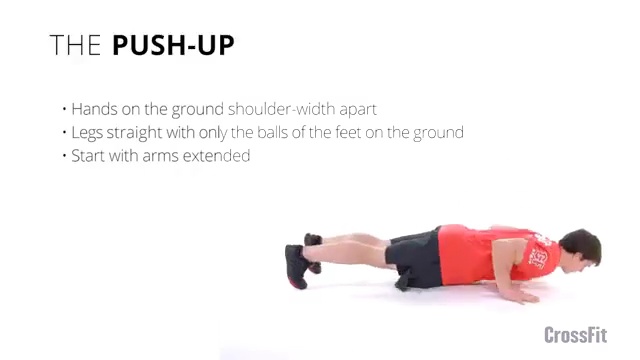 THE PUSH-UP
• Hands on the ground shoulder-width apart
• Legs straight with only the balls of the feet on the ground
• Start with arms extended
CrossFit